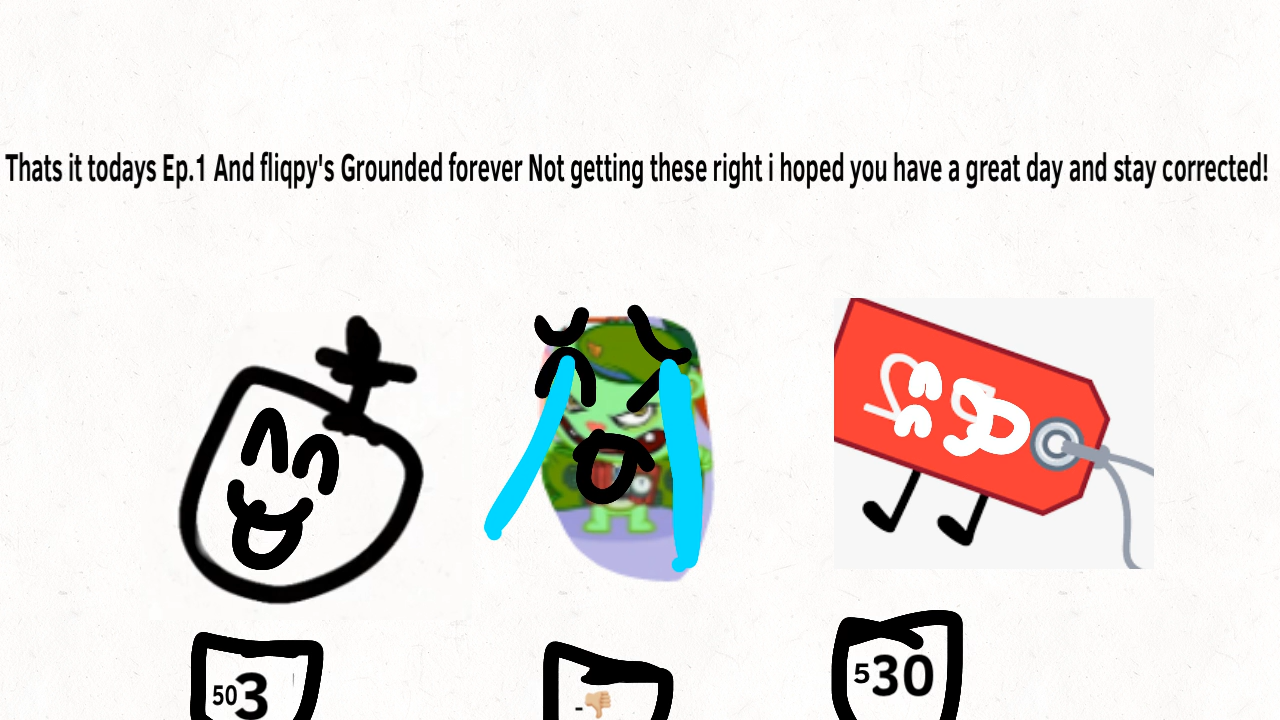 Thats it todays Ep.1 And fliqpy's Grounded forever Not getting these right i hoped you have a great day and stay corrected!
503
-👎🏼
530